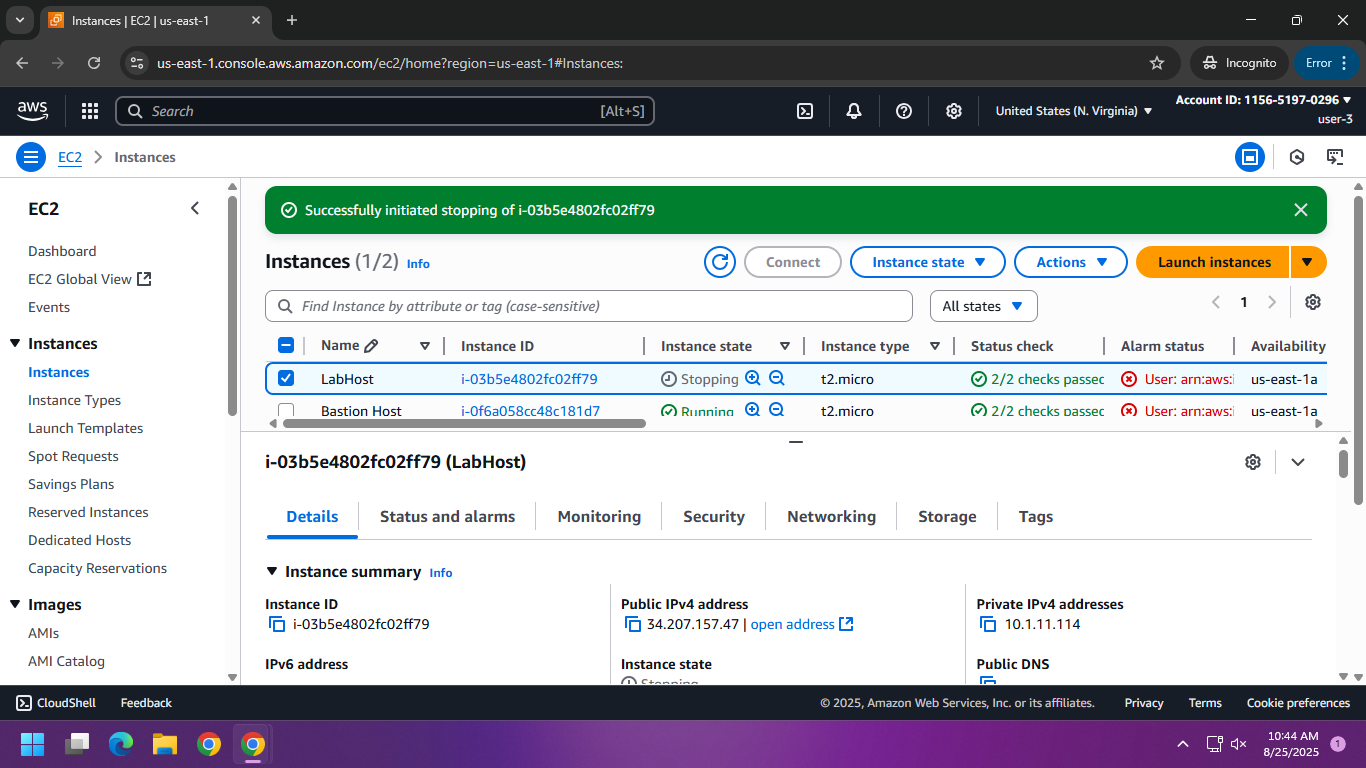 Instances | EC2 | us-east-1
us-east-1.console.aws.amazon.com/ec2/home?region=us-east-1#Instances:
Incognito
Error
aws
Search
[Alt+S]
United States (N. Virginia)
Account ID: 1156-5197-0296
user-3
EC2
Instances
EC2
Dashboard
EC2 Global View
Events
Instances
Instances
Instance Types
Launch Templates
Spot Requests
Savings Plans
Reserved Instances
Dedicated Hosts
Capacity Reservations
Images
AMIs
AMI Catalog
Successfully initiated stopping of i-03b5e4802fc02ff79
Instances (1/2) Info
Connect
Instance state
Actions
Launch instances
Find Instance by attribute or tag (case-sensitive)
All states
1
Name Instance ID Instance state Instance type Status check Alarm status Availability
LabHost i-03b5e4802fc02ff79 Stopping t2.micro 2/2 checks passed User: arn:aws: us-east-1a
Bastion Host i-0f6a058cc48c181d7 Running t2.micro 2/2 checks passed User: arn:aws: us-east-1a
i-03b5e4802fc02ff79 (LabHost)
Details
Status and alarms
Monitoring
Security
Networking
Storage
Tags
Instance summary Info
Instance ID
i-03b5e4802fc02ff79
Public IPv4 address
34.207.157.47 | open address
Private IPv4 addresses
10.1.11.114
IPv6 address
Instance state
Stopping
Public DNS
CloudShell
Feedback
© 2025, Amazon Web Services, Inc. or its affiliates.
Privacy
Terms
Cookie preferences
10:44 AM
8/25/2025
1